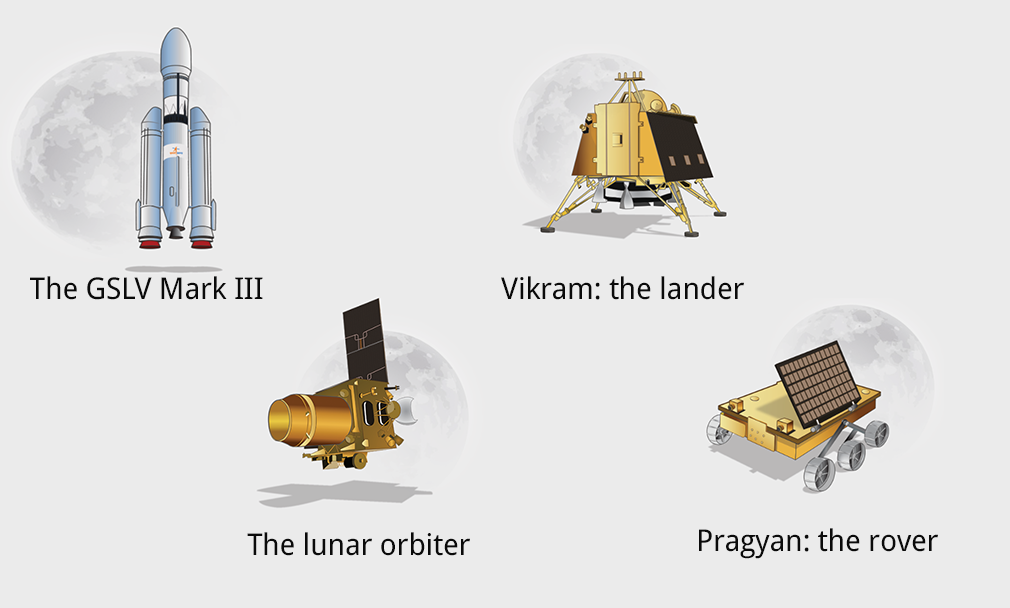 The GSLV Mark III
Vikram: the lander
The lunar orbiter
Pragyan: the rover